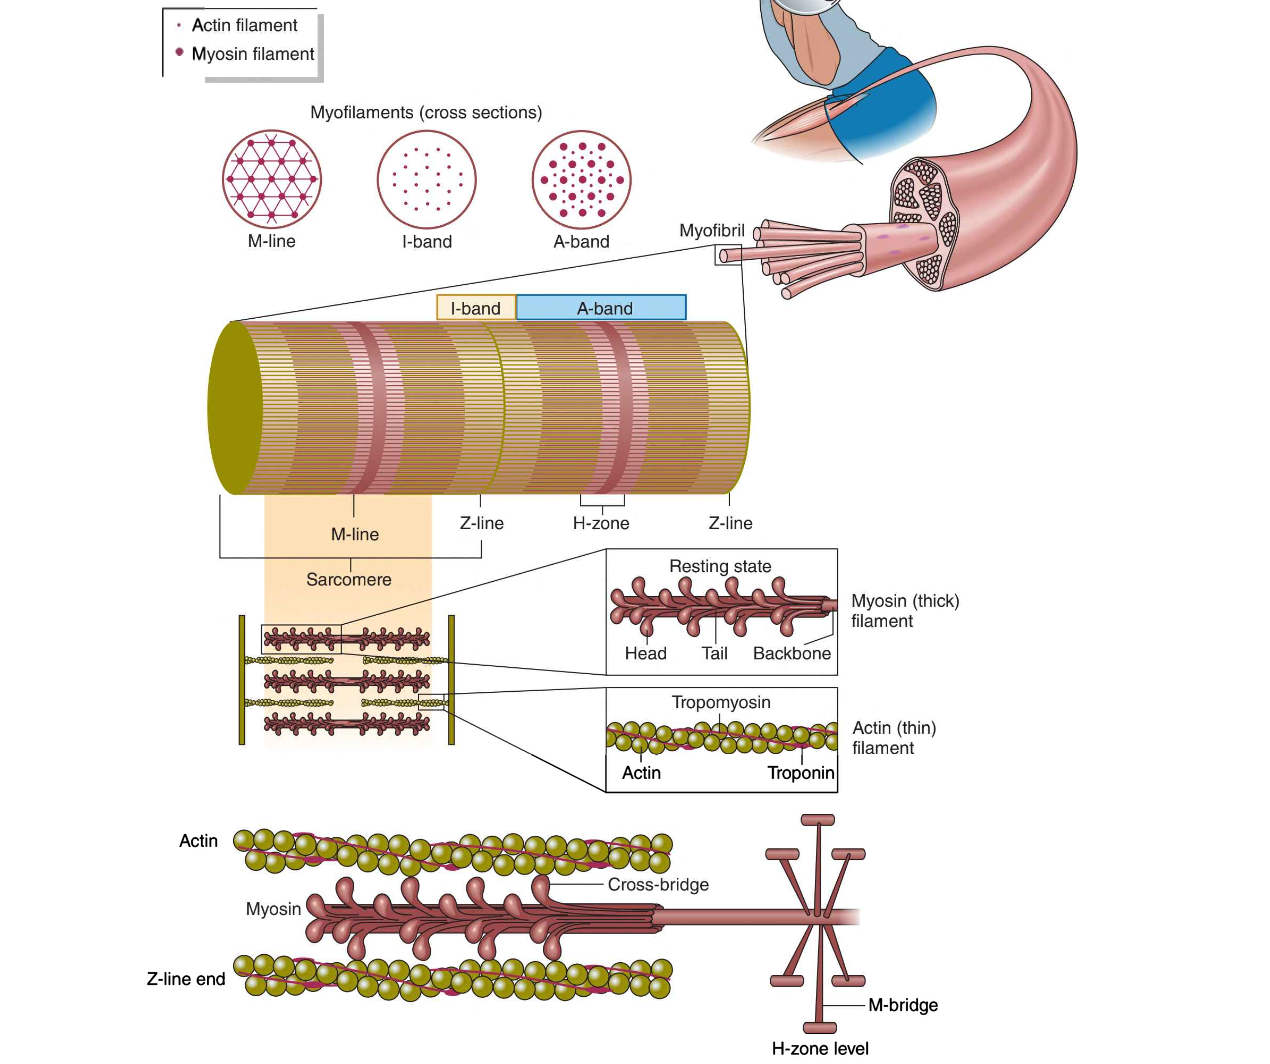 Actin filament
Myosin filament
Myofilaments (cross sections)
M-line
I-band
A-band
Myofibril
I-band
A-band
M-line
Z-line
H-zone
Z-line
Sarcomere
Resting state
Head
Tail
Backbone
Myosin (thick)
filament
Tropomyosin
Actin
Troponin
Actin (thin)
filament
Actin
Cross-bridge
Myosin
Z-line end
M-bridge
H-zone level